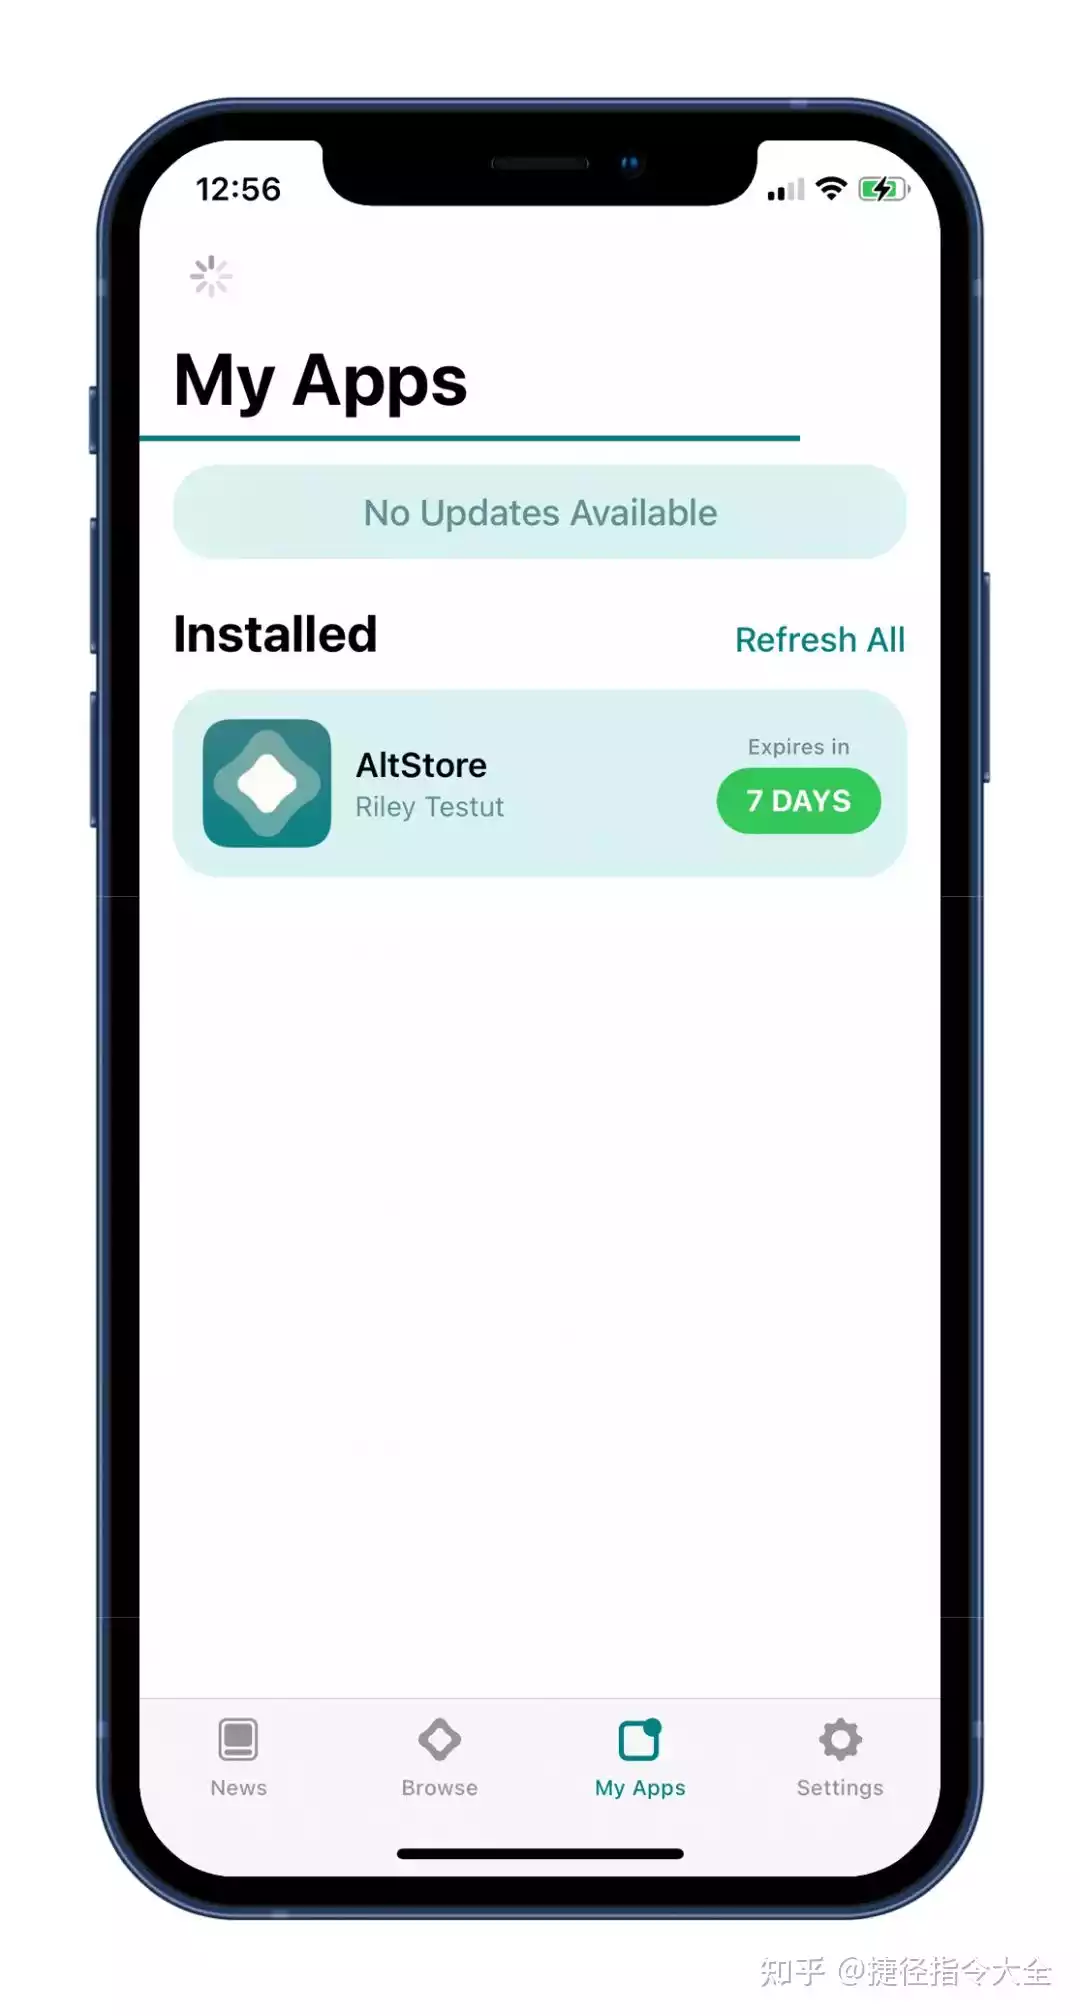 12:56
My Apps
No Updates Available
Installed
Refresh All
AltStore
Riley Testut
Expires in
7 DAYS
News
Browse
My Apps
Settings
知乎 @捷径指令大全